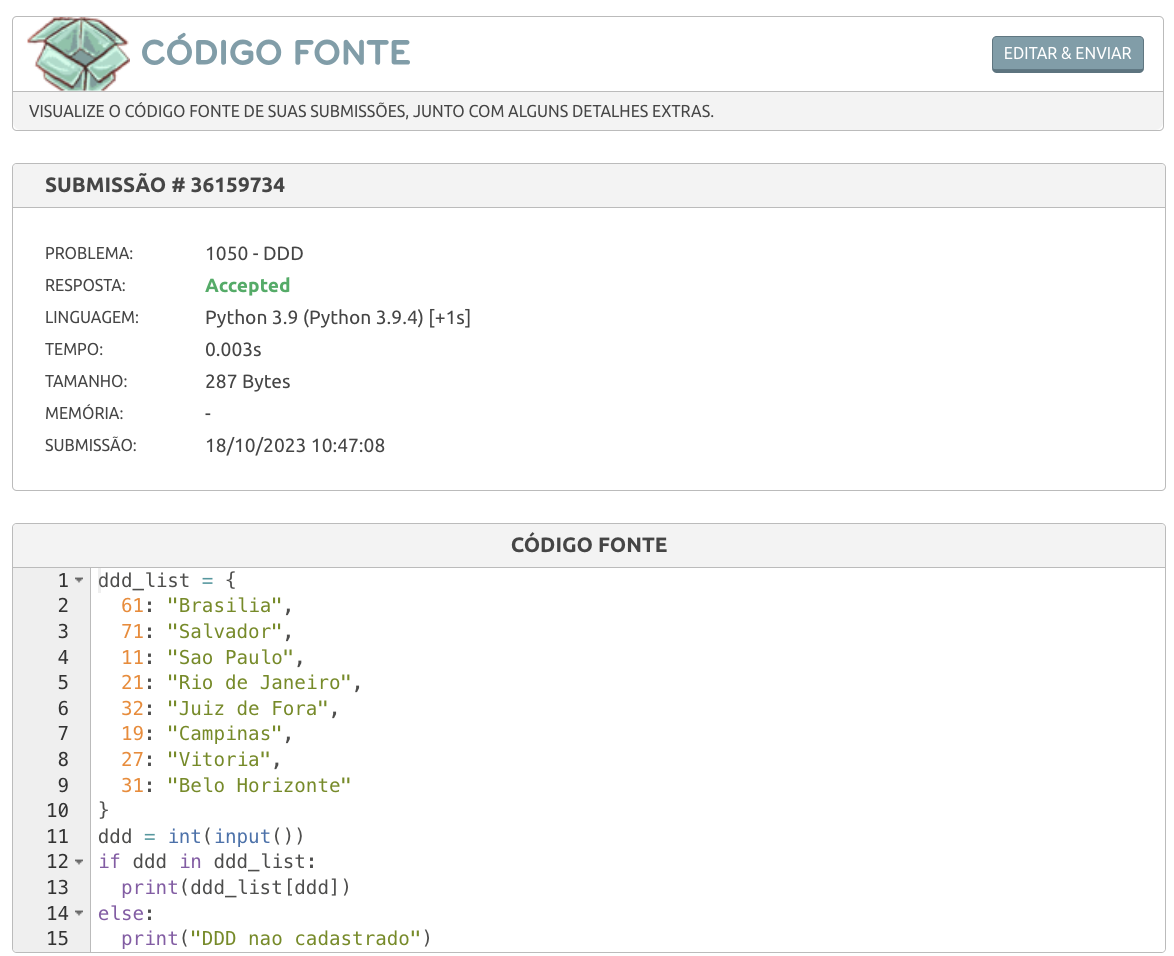 CÓDIGO FONTE
EDITAR & ENVIAR
VISUALIZE O CÓDIGO FONTE DE SUAS SUBMISSÕES, JUNTO COM ALGUNS DETALHES EXTRAS.
SUBMISSÃO # 36159734
PROBLEMA: 1050 - DDD
RESPOSTA: Accepted
LINGUAGEM: Python 3.9 (Python 3.9.4) [+1s]
TEMPO: 0.003s
TAMANHO: 287 Bytes
MEMÓRIA: -
SUBMISSÃO: 18/10/2023 10:47:08
CÓDIGO FONTE
1 ddd_list = {
2   61: "Brasilia",
3   71: "Salvador",
4   11: "Sao Paulo",
5   21: "Rio de Janeiro",
6   32: "Juiz de Fora",
7   19: "Campinas",
8   27: "Vitoria",
9   31: "Belo Horizonte"
10 }
11 ddd = int(input())
12 if ddd in ddd_list:
13   print(ddd_list[ddd])
14 else:
15   print("DDD nao cadastrado")